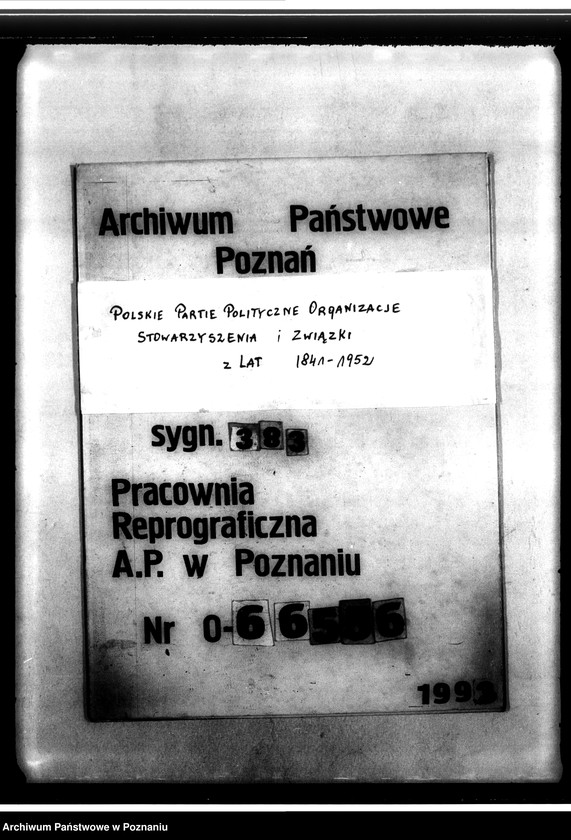 Archiwum Państwowe
Poznań
POLSKIE PARTIE POLITYCZNE ORGANIZACJE
STOWARZYSZENIA i ZWIĄZKI
z LAT 1841-1952
sygn. 383
Pracownia
Reprograficzna
A.P. w Poznaniu
Nr 0-
Archiwum Państwowe w Poznaniu